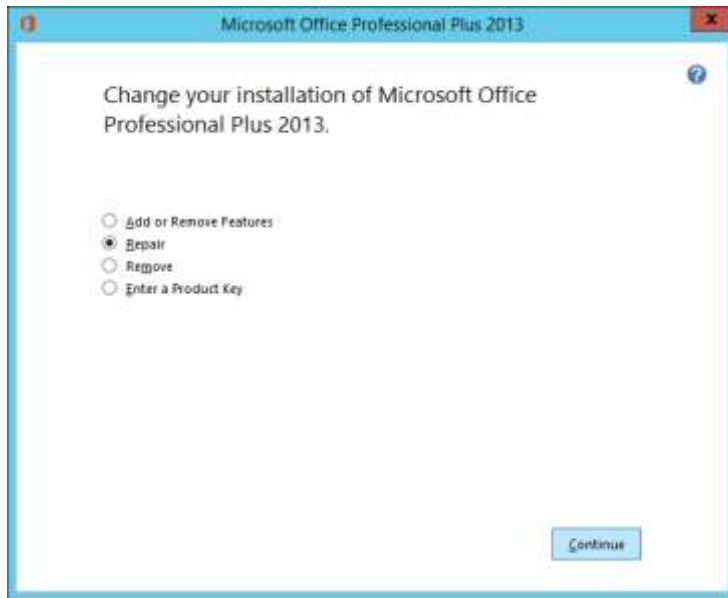 Microsoft Office Professional Plus 2013
x
?
Change your installation of Microsoft Office
Professional Plus 2013.
Add or Remove Features
Repair
Remove
Enter a Product Key
Continue